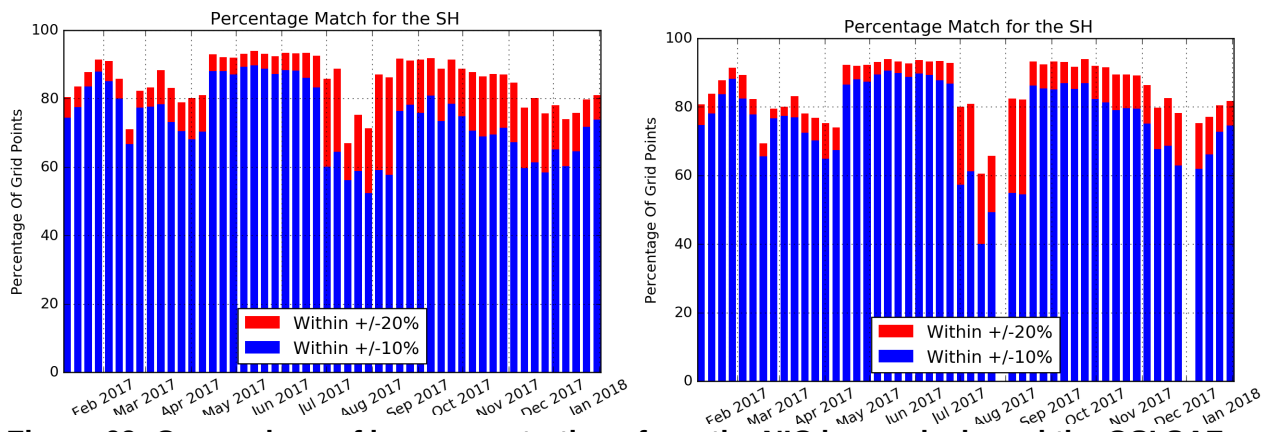 Percentage Match for the SH
100
80
60
40
20
0
Percentage Of Grid Points
Within +/-20%
Within +/-10%
Feb 2017
Mar 2017
Apr 2017
May 2017
Jun 2017
Jul 2017
Aug 2017
Sep 2017
Oct 2017
Nov 2017
Dec 2017
Jan 2018
Percentage Match for the SH
100
80
60
40
20
0
Percentage Of Grid Points
Within +/-20%
Within +/-10%
Feb 2017
Mar 2017
Apr 2017
May 2017
Jun 2017
Jul 2017
Aug 2017
Sep 2017
Oct 2017
Nov 2017
Dec 2017
Jan 2018